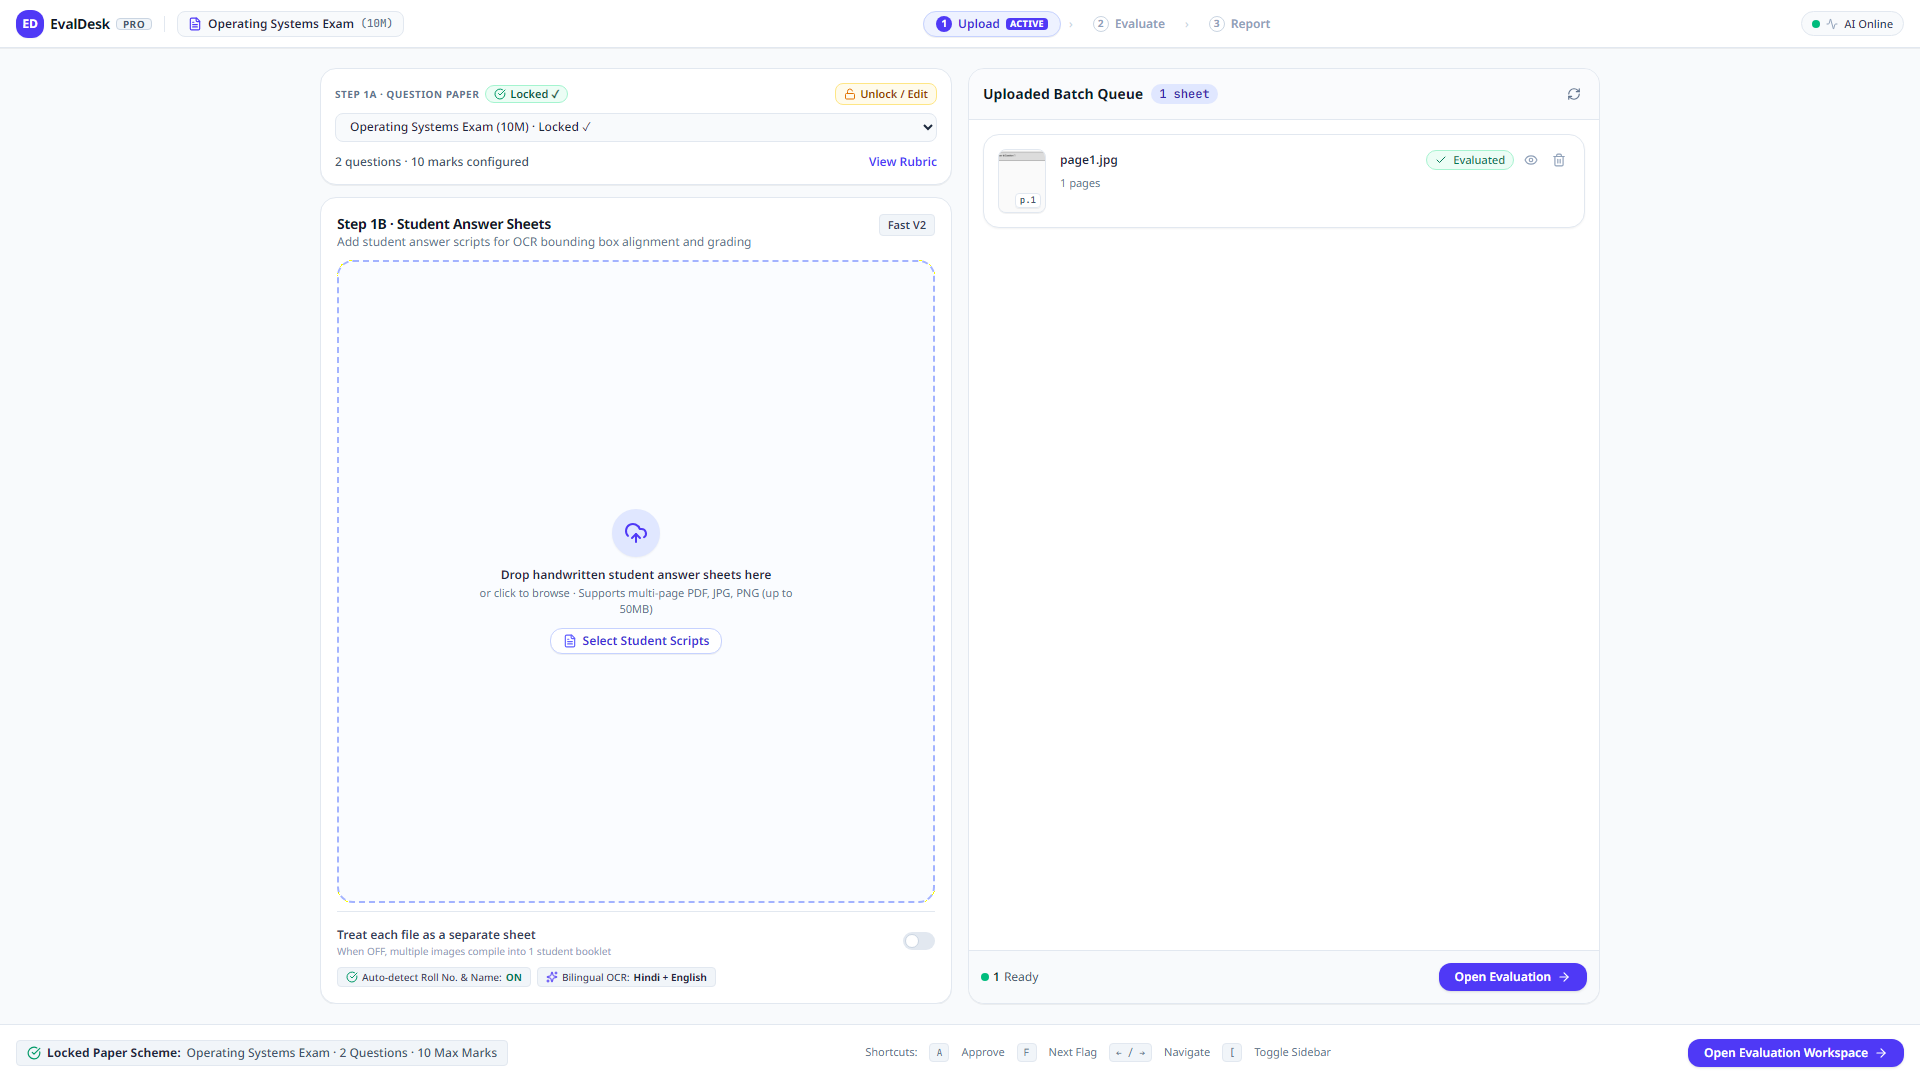 ED EvalDesk PRO Operating Systems Exam (10M) 1 Upload ACTIVE › 2 Evaluate › 3 Report AI Online
STEP 1A · QUESTION PAPER Locked ✓ Unlock / Edit
Operating Systems Exam (10M) · Locked ✓
2 questions · 10 marks configured View Rubric
Step 1B · Student Answer Sheets Fast V2
Add student answer scripts for OCR bounding box alignment and grading
Drop handwritten student answer sheets here
or click to browse · Supports multi-page PDF, JPG, PNG (up to
50MB)
Select Student Scripts
Treat each file as a separate sheet
When OFF, multiple images compile into 1 student booklet
Auto-detect Roll No. & Name: ON Bilingual OCR: Hindi + English
Uploaded Batch Queue 1 sheet
page1.jpg Evaluated
1 pages
p.1
1 Ready Open Evaluation →
Locked Paper Scheme: Operating Systems Exam · 2 Questions · 10 Max Marks Shortcuts: A Approve F Next Flag ← / → Navigate [ Toggle Sidebar Open Evaluation Workspace →